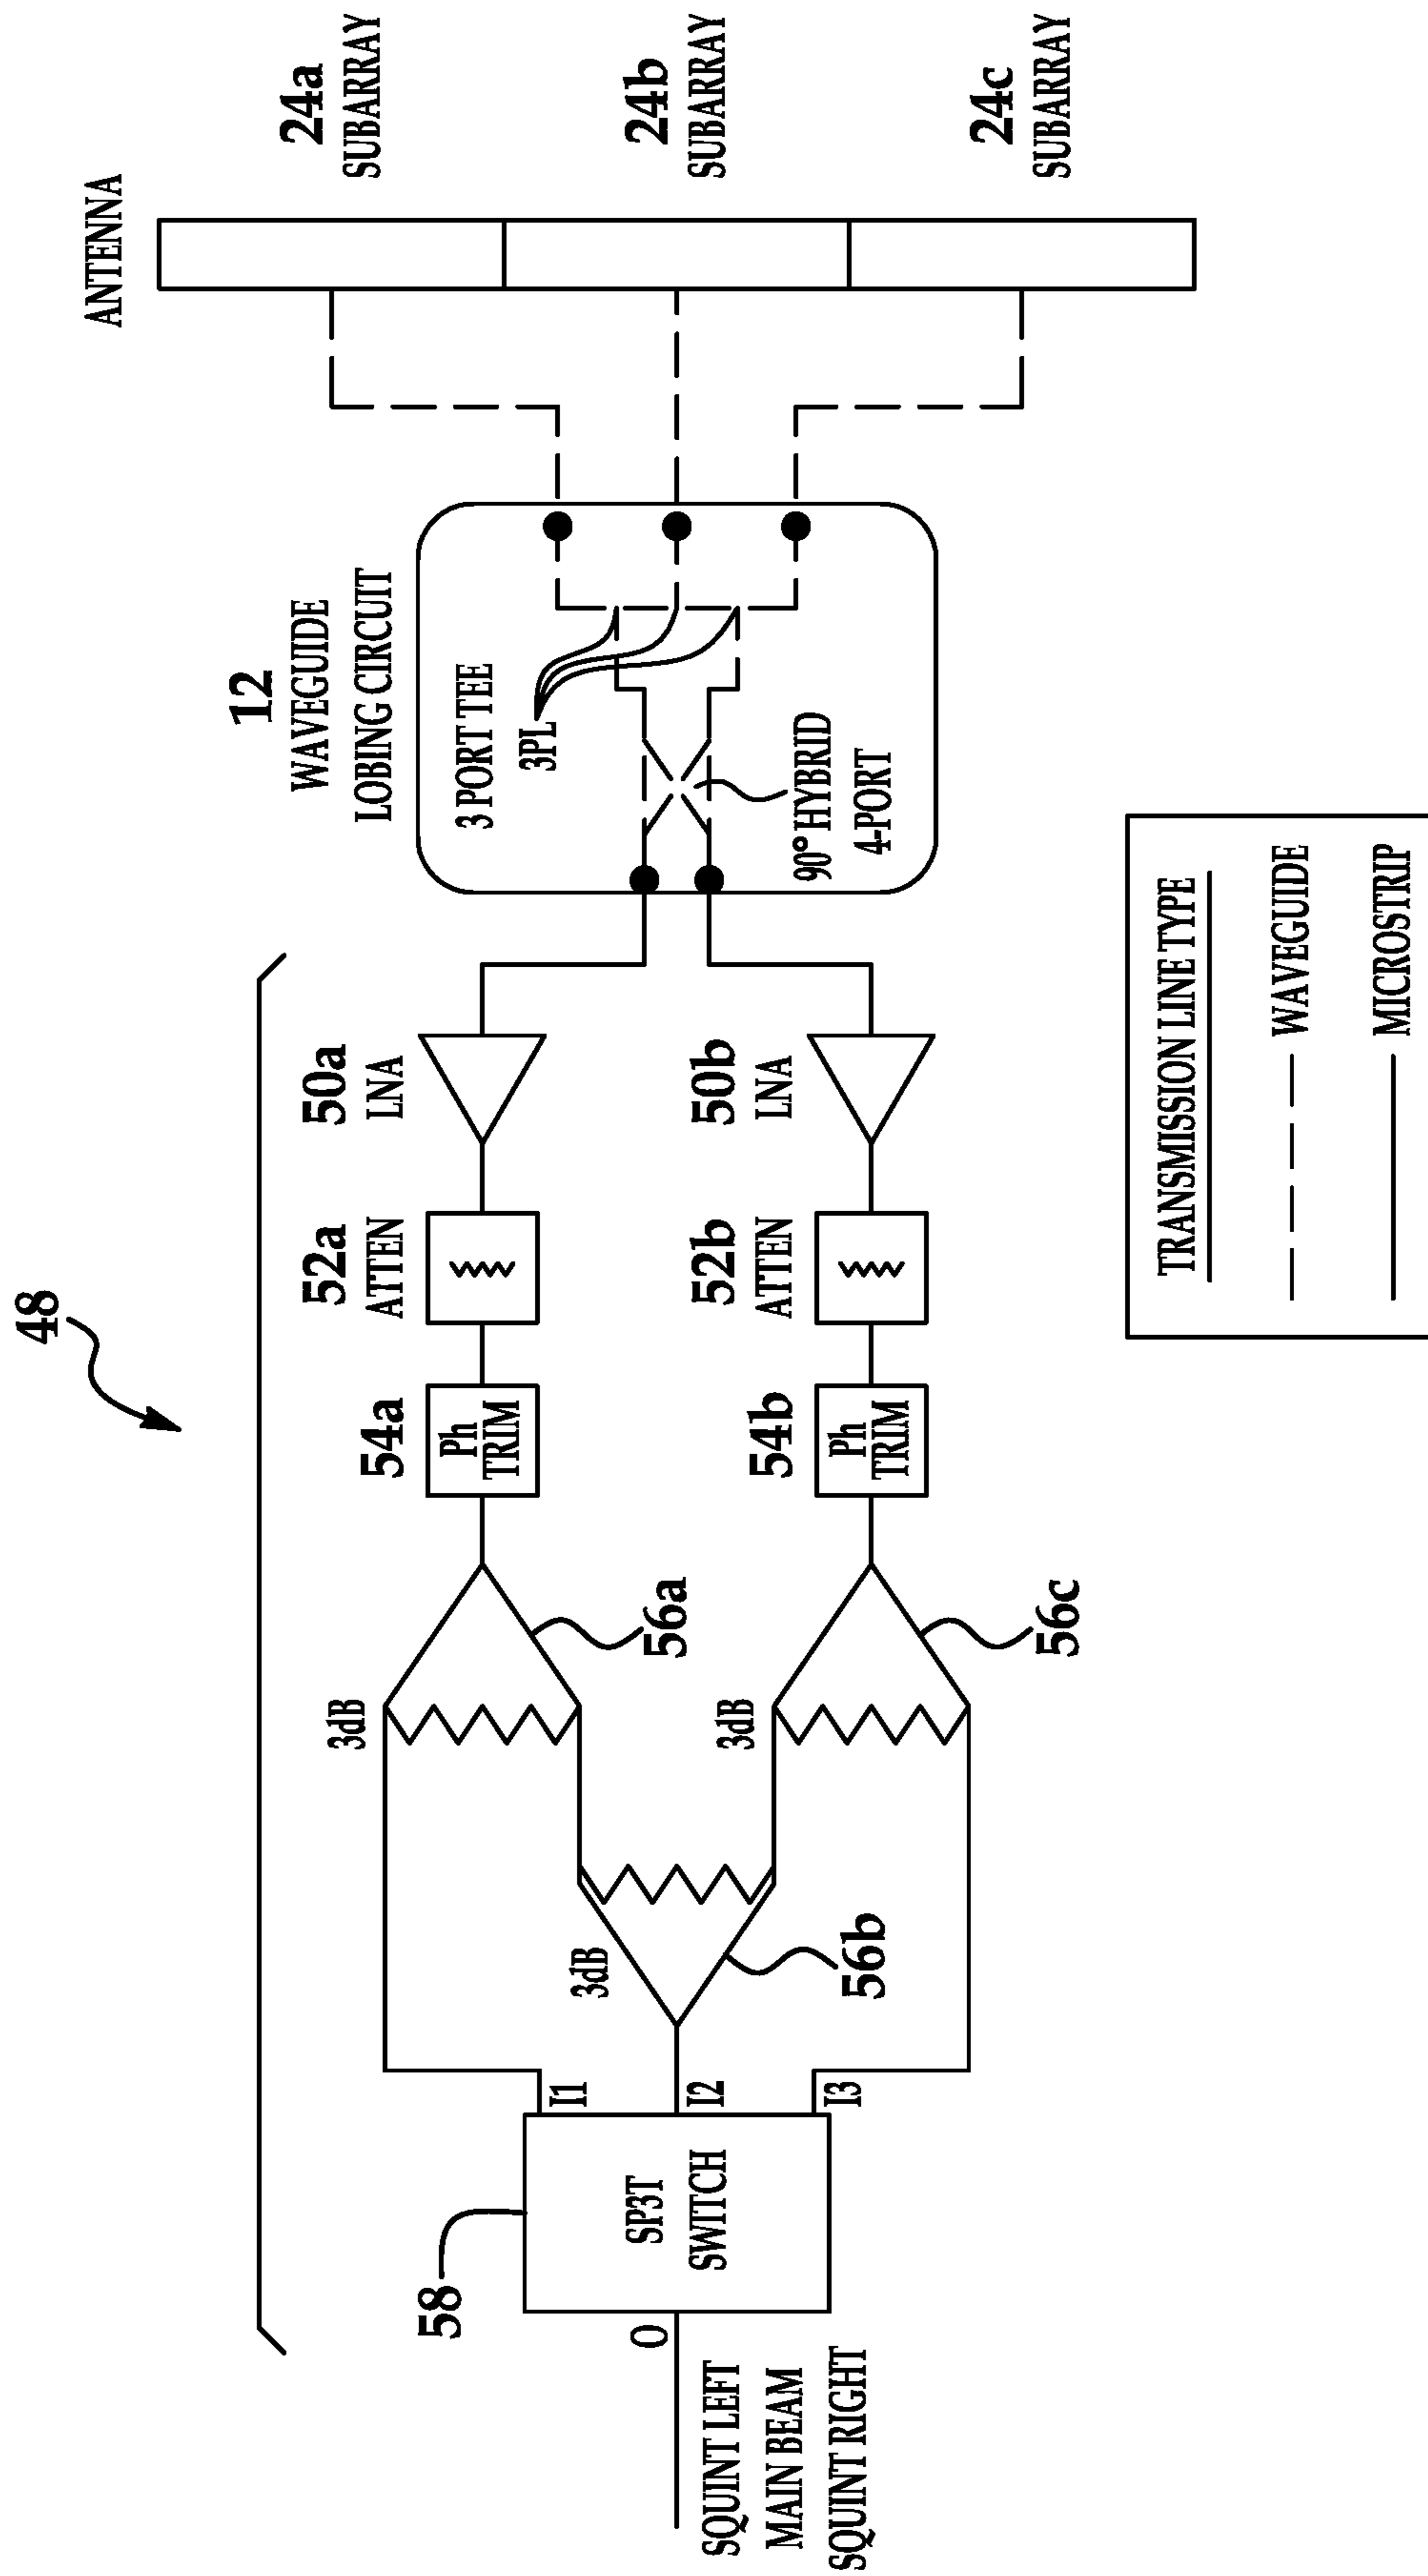 48
58
SP3T
SWITCH
O
I1
I2
I3
SQUINT LEFT
MAIN BEAM
SQUINT RIGHT
3dB
56a
3dB
56b
3dB
56c
54a
Ph
TRIM
54b
Ph
TRIM
52a
ATTEN
52b
ATTEN
50a
LNA
50b
LNA
12
WAVEGUIDE
LOBING CIRCUIT
3 PORT TEE
3PL
90° HYBRID
4-PORT
ANTENNA
24a
SUBARRAY
24b
SUBARRAY
24c
SUBARRAY
TRANSMISSION LINE TYPE
WAVEGUIDE
MICROSTRIP